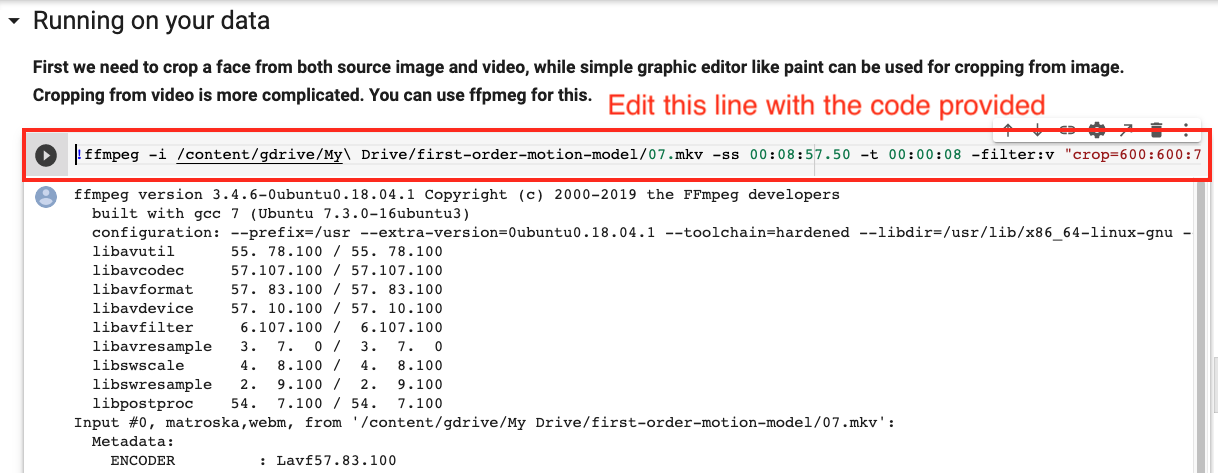 Running on your data
First we need to crop a face from both source image and video, while simple graphic editor like paint can be used for cropping from image.
Cropping from video is more complicated. You can use ffpmeg for this.
Edit this line with the code provided
!ffmpeg -i /content/gdrive/My\ Drive/first-order-motion-model/07.mkv -ss 00:08:57.50 -t 00:00:08 -filter:v "crop=600:600:7
ffmpeg version 3.4.6-0ubuntu0.18.04.1 Copyright (c) 2000-2019 the FFmpeg developers
built with gcc 7 (Ubuntu 7.3.0-16ubuntu3)
configuration: --prefix=/usr --extra-version=0ubuntu0.18.04.1 --toolchain=hardened --libdir=/usr/lib/x86_64-linux-gnu -
libavutil 55. 78.100 / 55. 78.100
libavcodec 57.107.100 / 57.107.100
libavformat 57. 83.100 / 57. 83.100
libavdevice 57. 10.100 / 57. 10.100
libavfilter 6.107.100 / 6.107.100
libavresample 3. 7. 0 / 3. 7. 0
libswscale 4. 8.100 / 4. 8.100
libswresample 2. 9.100 / 2. 9.100
libpostproc 54. 7.100 / 54. 7.100
Input #0, matroska,webm, from '/content/gdrive/My Drive/first-order-motion-model/07.mkv':
Metadata:
ENCODER : Lavf57.83.100